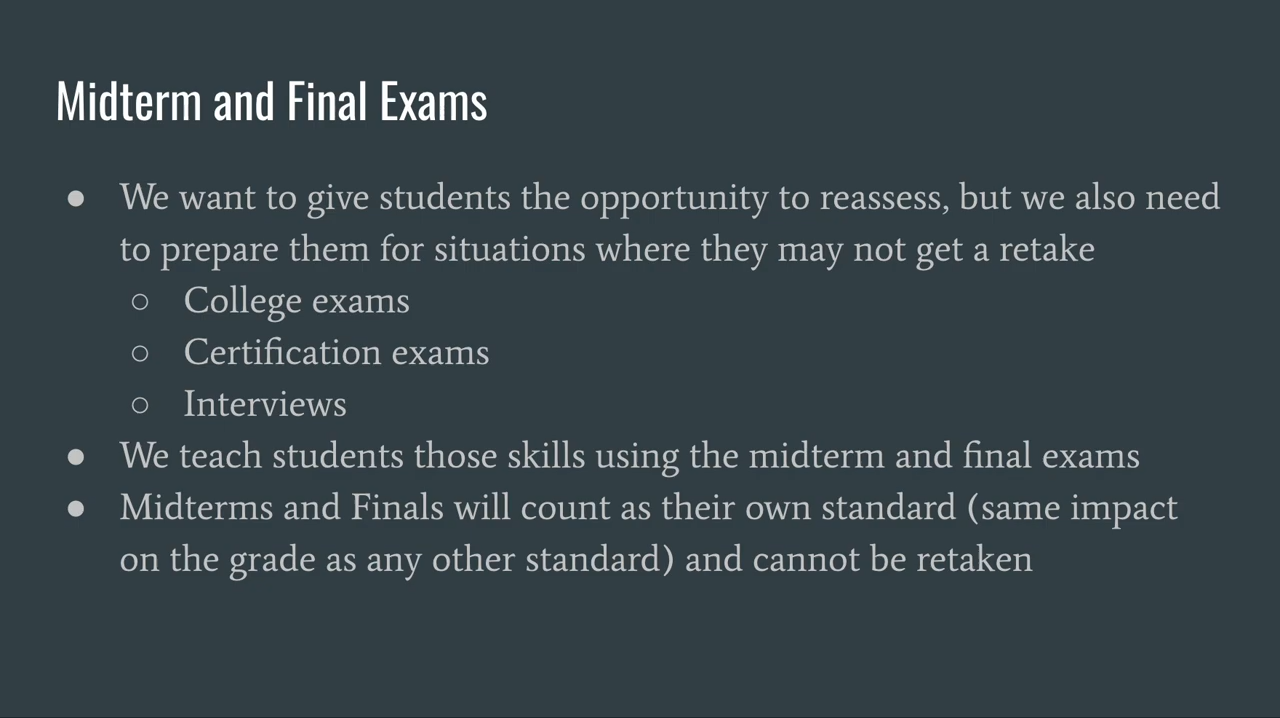 Midterm and Final Exams
● We want to give students the opportunity to reassess, but we also need
to prepare them for situations where they may not get a retake
○ College exams
○ Certification exams
○ Interviews
● We teach students those skills using the midterm and final exams
● Midterms and Finals will count as their own standard (same impact
on the grade as any other standard) and cannot be retaken